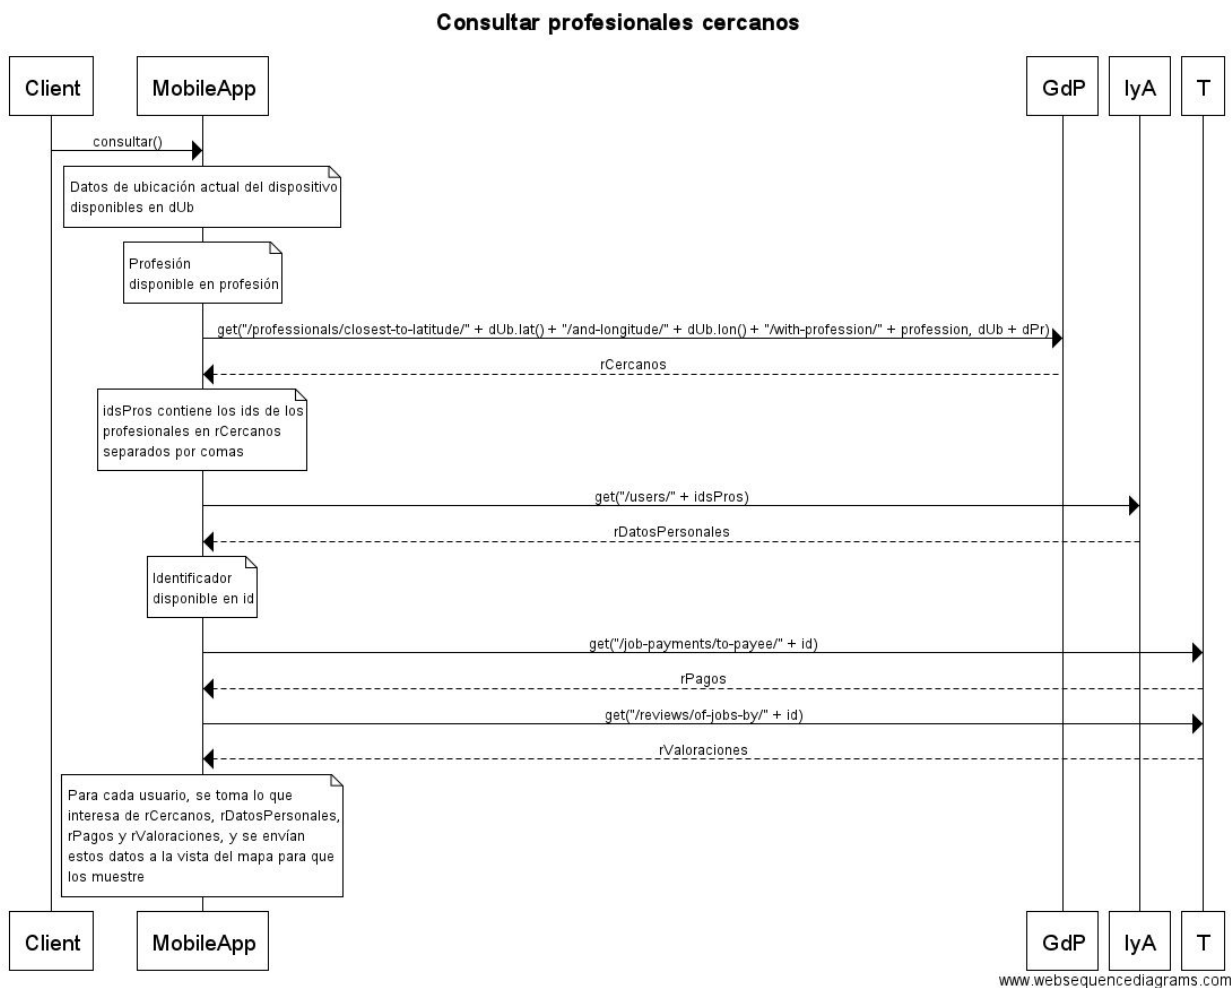 Consultar profesionales cercanos
Client
MobileApp
GdP
IyA
T
consultar()
Datos de ubicación actual del dispositivo
disponibles en dUb
Profesión
disponible en profesión
get("/professionals/closest-to-latitude/" + dUb.lat() + "/and-longitude/" + dUb.lon() + "/with-profession/" + profession, dUb + dPr)
rCercanos
idsPros contiene los ids de los
profesionales en rCercanos
separados por comas
get("/users/" + idsPros)
rDatosPersonales
Identificador
disponible en id
get("/job-payments/to-payee/" + id)
rPagos
get("/reviews/of-jobs-by/" + id)
rValoraciones
Para cada usuario, se toma lo que
interesa de rCercanos, rDatosPersonales,
rPagos y rValoraciones, y se envían
estos datos a la vista del mapa para que
los muestre
Client
MobileApp
GdP
IyA
T
www.websequencediagrams.com